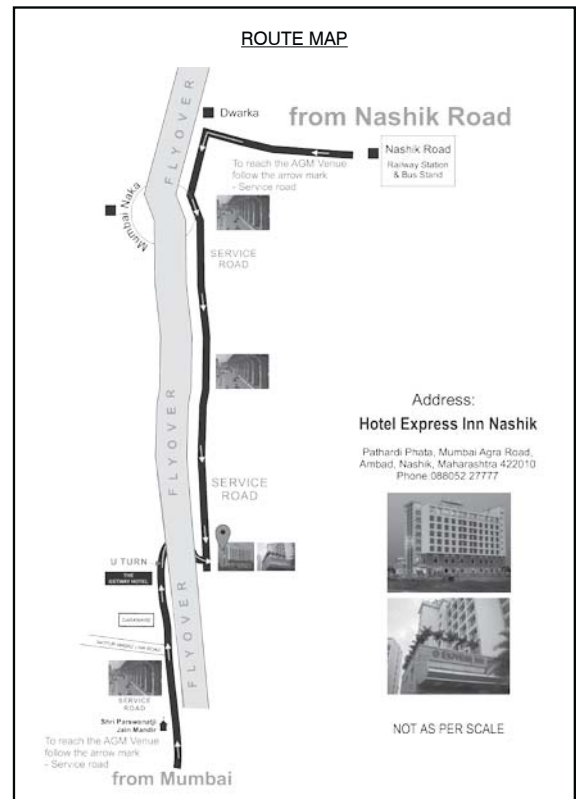 ROUTE MAP
FLYOVER
Dwarka
from Nashik Road
Nashik Road
Railway Station
& Bus Stand
To reach the AGM Venue
follow the arrow mark
- Service road
Mumbai Naka
SERVICE
ROAD
FLYOVER
Address:
Hotel Express Inn Nashik
Pathardi Phata, Mumbai Agra Road,
Ambad, Nashik, Maharashtra 422010
Phone:088052 27777
SERVICE
ROAD
U TURN
THE
GATEWAY HOTEL
FLYOVER
SERVICE
ROAD
Shri Parswanatji
Jain Mandir
NOT AS PER SCALE
To reach the AGM Venue
follow the arrow mark
- Service road
from Mumbai